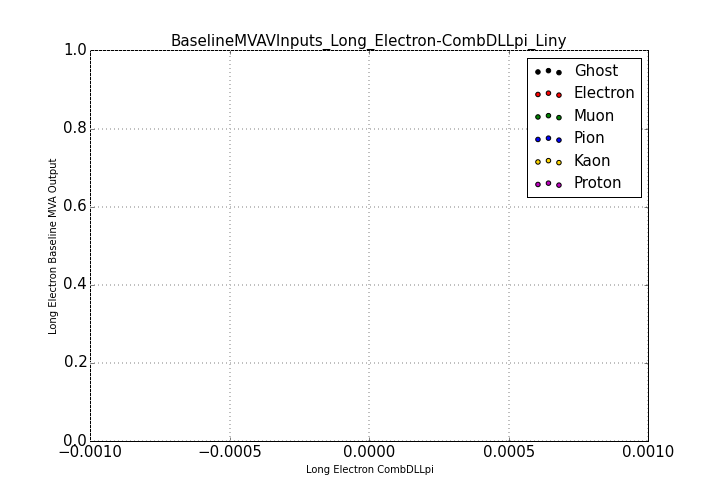 BaselineMVAVInputs_Long_Electron-CombDLLpi_Liny
1.0
0.8
0.6
0.4
0.2
0.0
Long Electron Baseline MVA Output
Ghost
Electron
Muon
Pion
Kaon
Proton
−0.0010
−0.0005
0.0000
0.0005
0.0010
Long Electron CombDLLpi